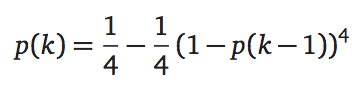 p(k) = 1/4 − 1/4 (1 − p(k − 1))⁴